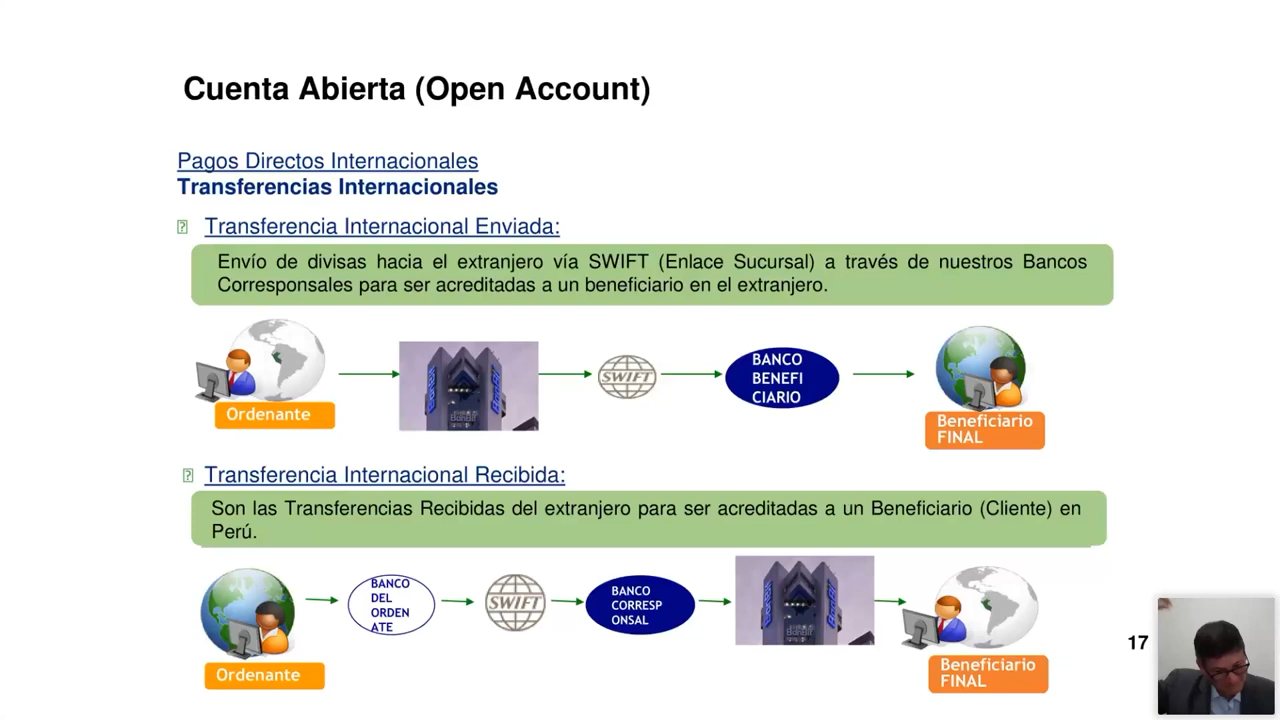 Cuenta Abierta (Open Account)
Pagos Directos Internacionales
Transferencias Internacionales
Transferencia Internacional Enviada:
Envío de divisas hacia el extranjero vía SWIFT (Enlace Sucursal) a través de nuestros Bancos
Corresponsales para ser acreditadas a un beneficiario en el extranjero.
Ordenante
BanBif
SWIFT
BANCO
BENEFI
CIARIO
Beneficiario
FINAL
Transferencia Internacional Recibida:
Son las Transferencias Recibidas del extranjero para ser acreditadas a un Beneficiario (Cliente) en
Perú.
Ordenante
BANCO
DEL
ORDEN
ATE
SWIFT
BANCO
CORRESP
ONSAL
BanBif
Beneficiario
FINAL
17